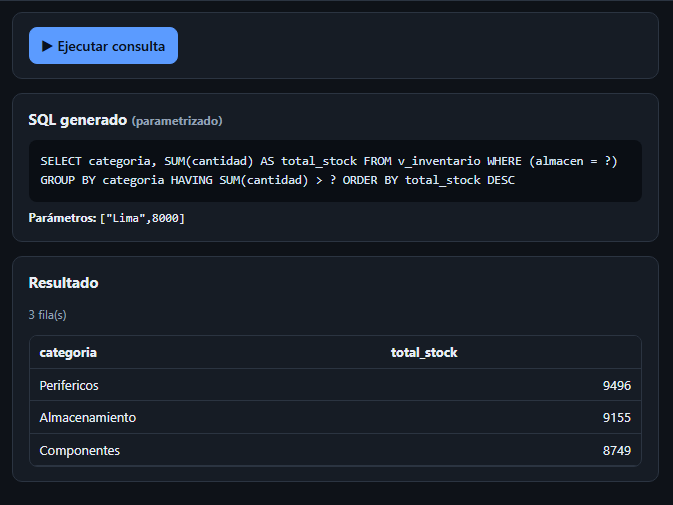 ▶ Ejecutar consulta
SQL generado (parametrizado)
SELECT categoria, SUM(cantidad) AS total_stock FROM v_inventario WHERE (almacen = ?)
GROUP BY categoria HAVING SUM(cantidad) > ? ORDER BY total_stock DESC
Parámetros: ["Lima",8000]
Resultado
3 fila(s)
categoria total_stock
Perifericos 9496
Almacenamiento 9155
Componentes 8749